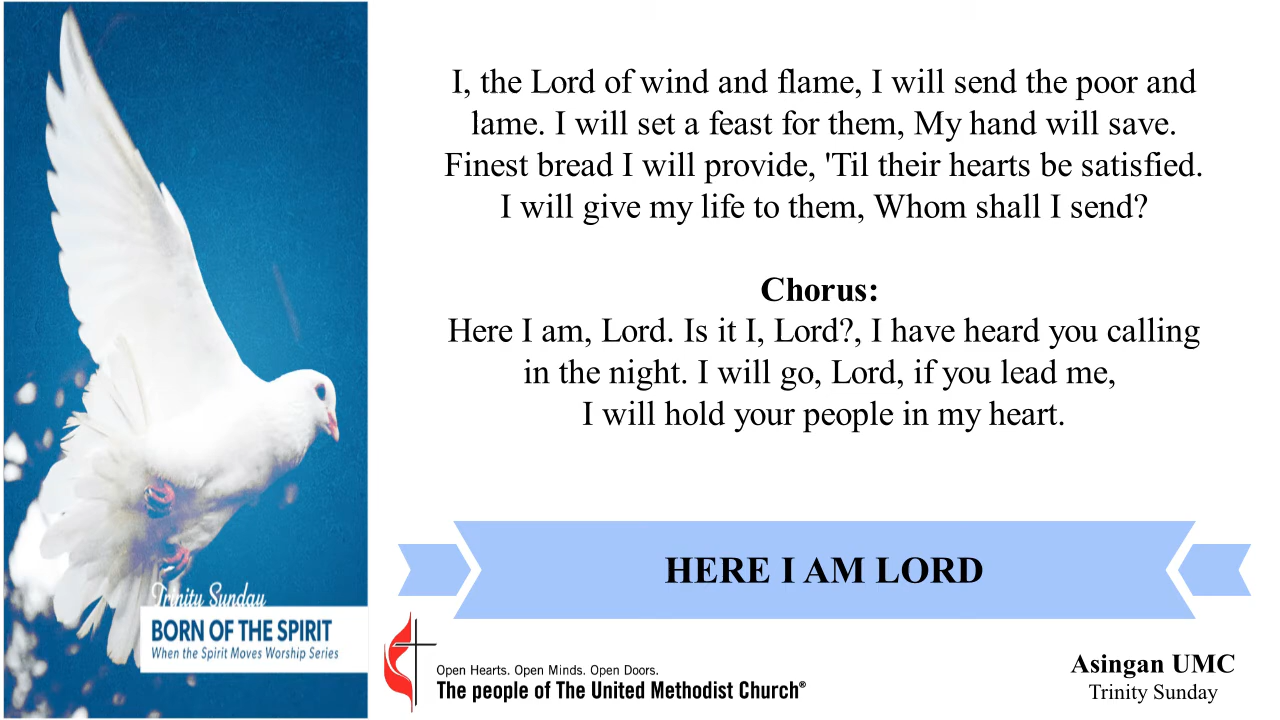 I, the Lord of wind and flame, I will send the poor and
lame. I will set a feast for them, My hand will save.
Finest bread I will provide, 'Til their hearts be satisfied.
I will give my life to them, Whom shall I send?
Chorus:
Here I am, Lord. Is it I, Lord?, I have heard you calling
in the night. I will go, Lord, if you lead me,
I will hold your people in my heart.
HERE I AM LORD
Trinity Sunday
BORN OF THE SPIRIT
When the Spirit Moves Worship Series
Open Hearts. Open Minds. Open Doors.
The people of The United Methodist Church®
Asingan UMC
Trinity Sunday